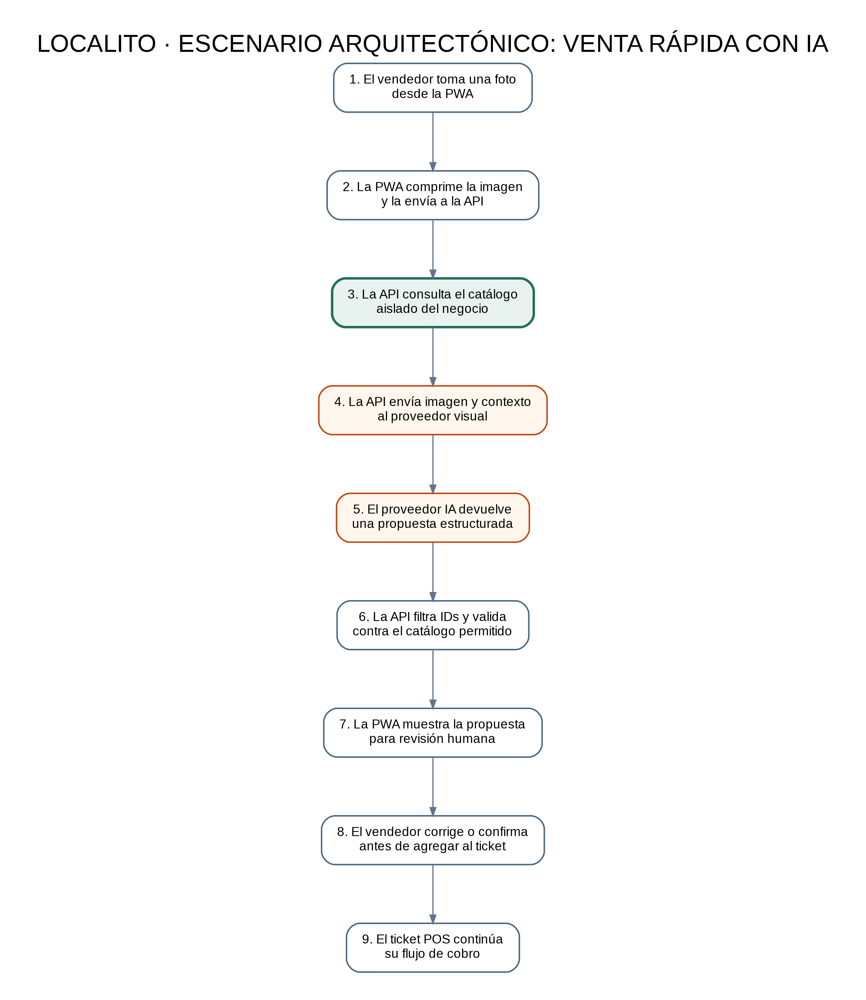 LOCALITO · ESCENARIO ARQUITECTÓNICO: VENTA RÁPIDA CON IA
1. El vendedor toma una foto
desde la PWA
2. La PWA comprime la imagen
y la envía a la API
3. La API consulta el catálogo
aislado del negocio
4. La API envía imagen y contexto
al proveedor visual
5. El proveedor IA devuelve
una propuesta estructurada
6. La API filtra IDs y valida
contra el catálogo permitido
7. La PWA muestra la propuesta
para revisión humana
8. El vendedor corrige o confirma
antes de agregar al ticket
9. El ticket POS continúa
su flujo de cobro